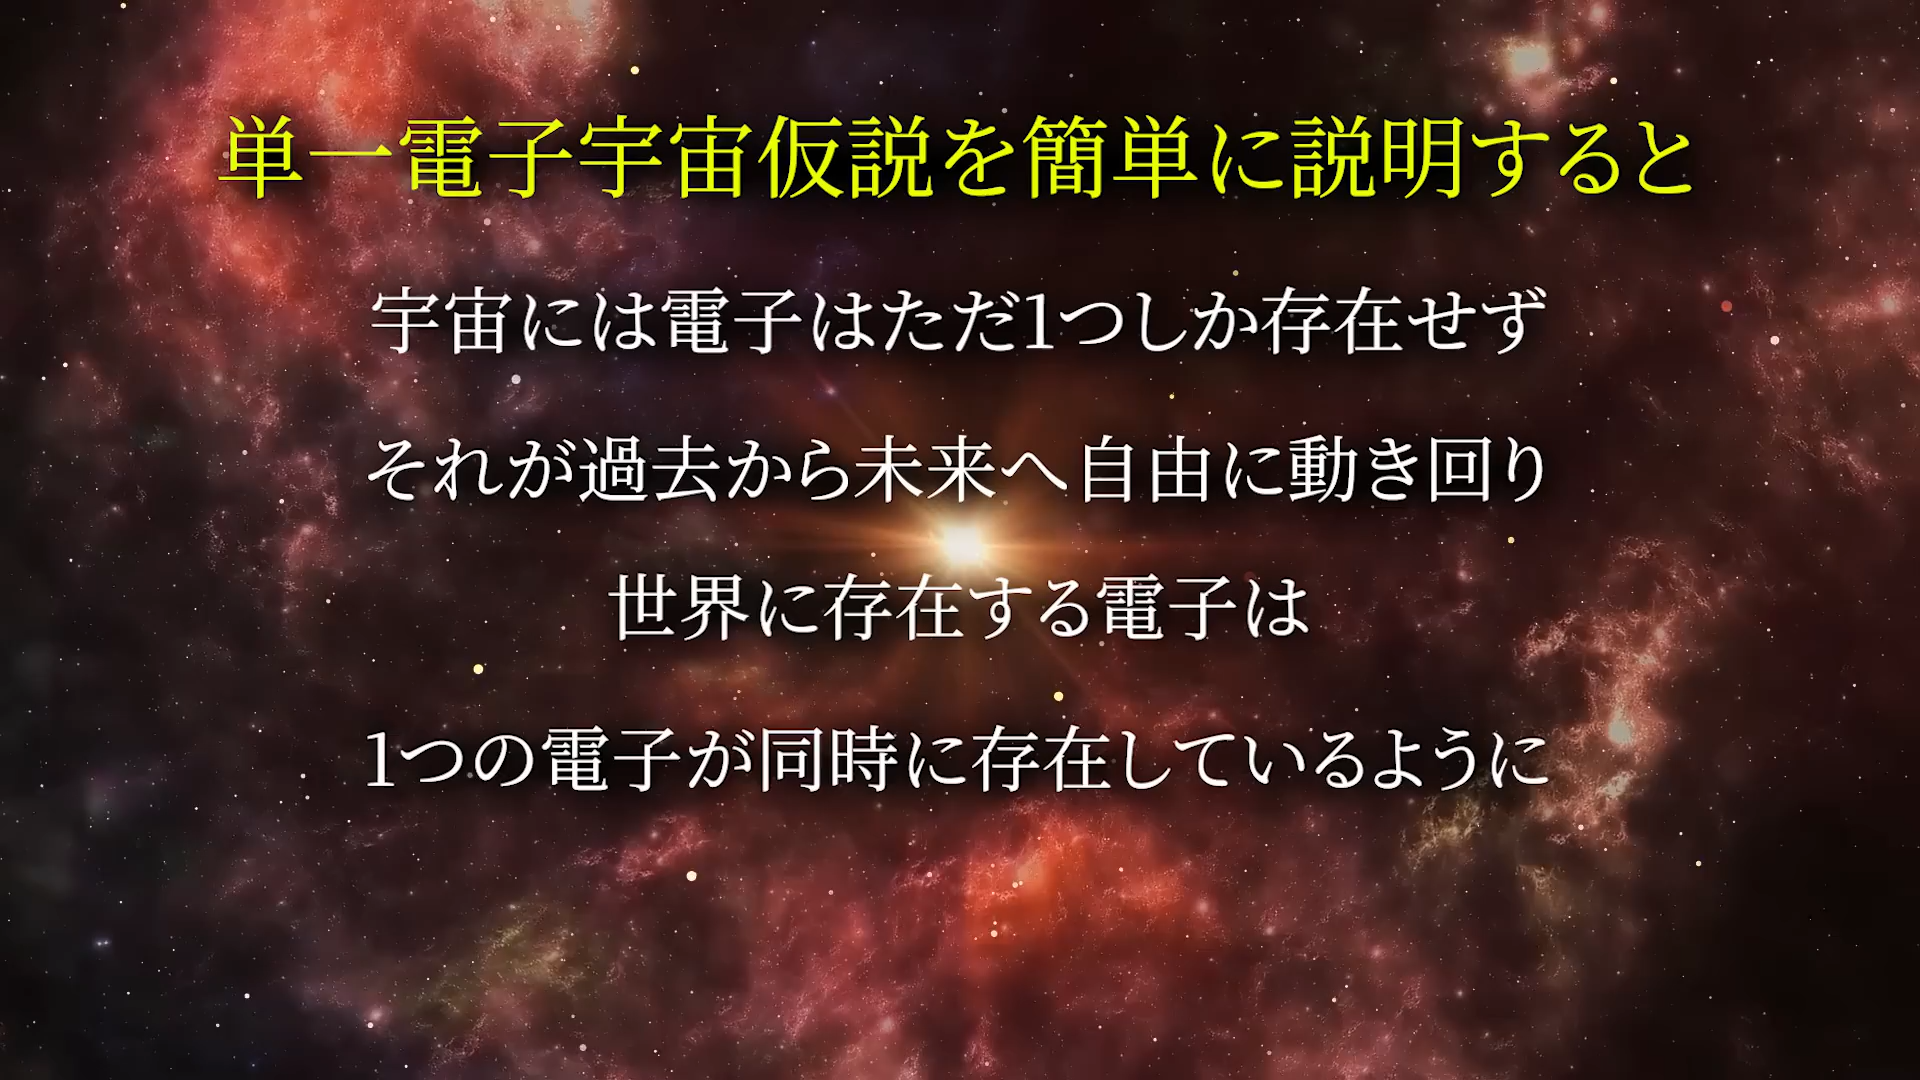 単一電子宇宙仮説を簡単に説明すると
宇宙には電子はただ1つしか存在せず
それが過去から未来へ自由に動き回り
世界に存在する電子は
1つの電子が同時に存在しているように